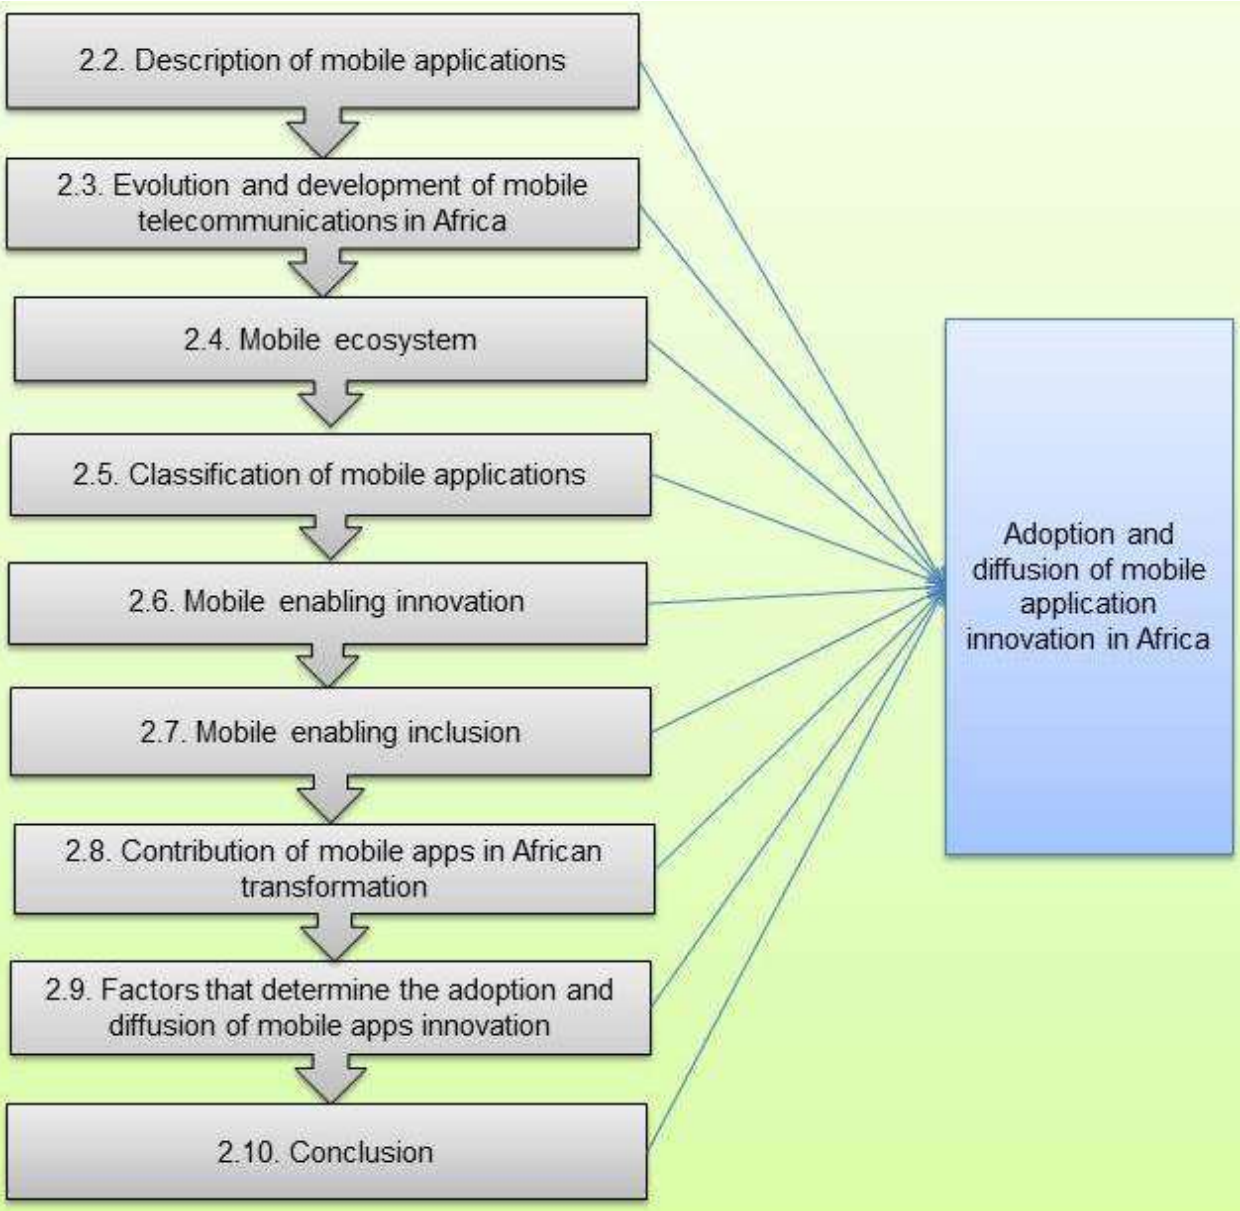 2.2. Description of mobile applications
2.3. Evolution and development of mobile
telecommunications in Africa
2.4. Mobile ecosystem
2.5. Classification of mobile applications
2.6. Mobile enabling innovation
2.7. Mobile enabling inclusion
2.8. Contribution of mobile apps in African
transformation
2.9. Factors that determine the adoption and
diffusion of mobile apps innovation
2.10. Conclusion
Adoption and
diffusion of mobile
application
innovation in Africa